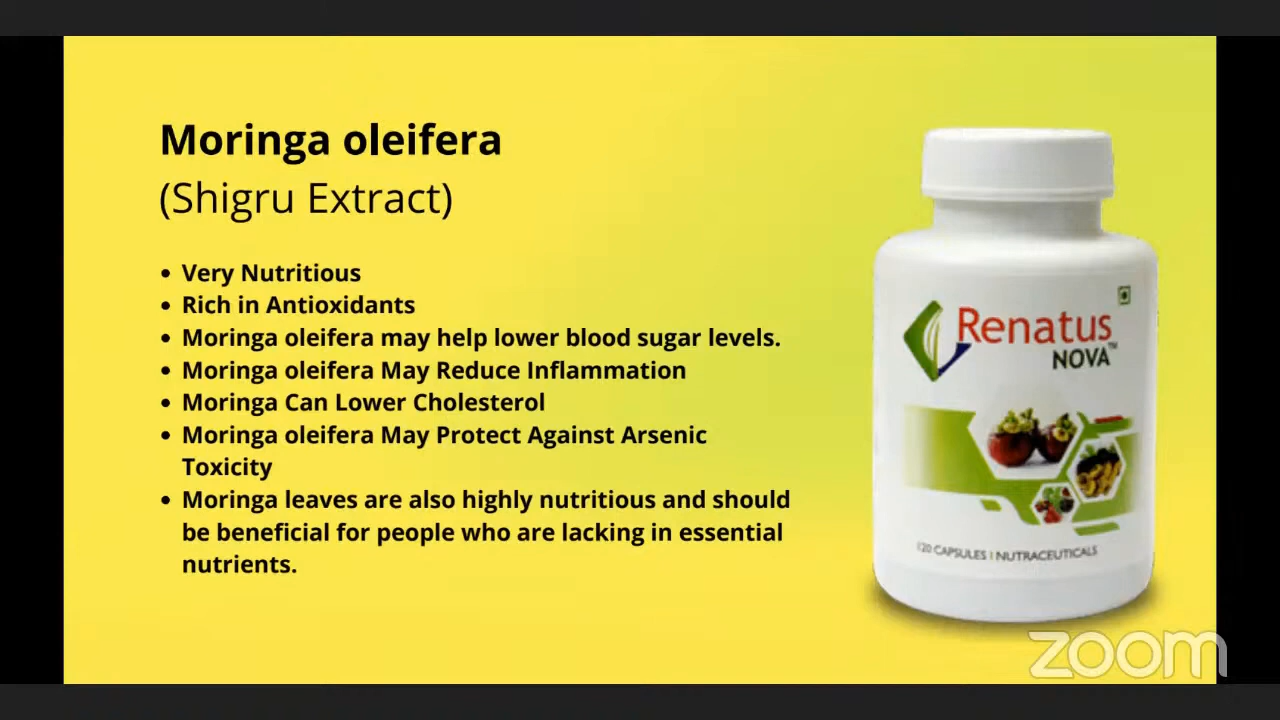 Moringa oleifera
(Shigru Extract)
• Very Nutritious
• Rich in Antioxidants
• Moringa oleifera may help lower blood sugar levels.
• Moringa oleifera May Reduce Inflammation
• Moringa Can Lower Cholesterol
• Moringa oleifera May Protect Against Arsenic
Toxicity
• Moringa leaves are also highly nutritious and should
be beneficial for people who are lacking in essential
nutrients.
Renatus
NOVA™
120 CAPSULES | NUTRACEUTICALS
zoom